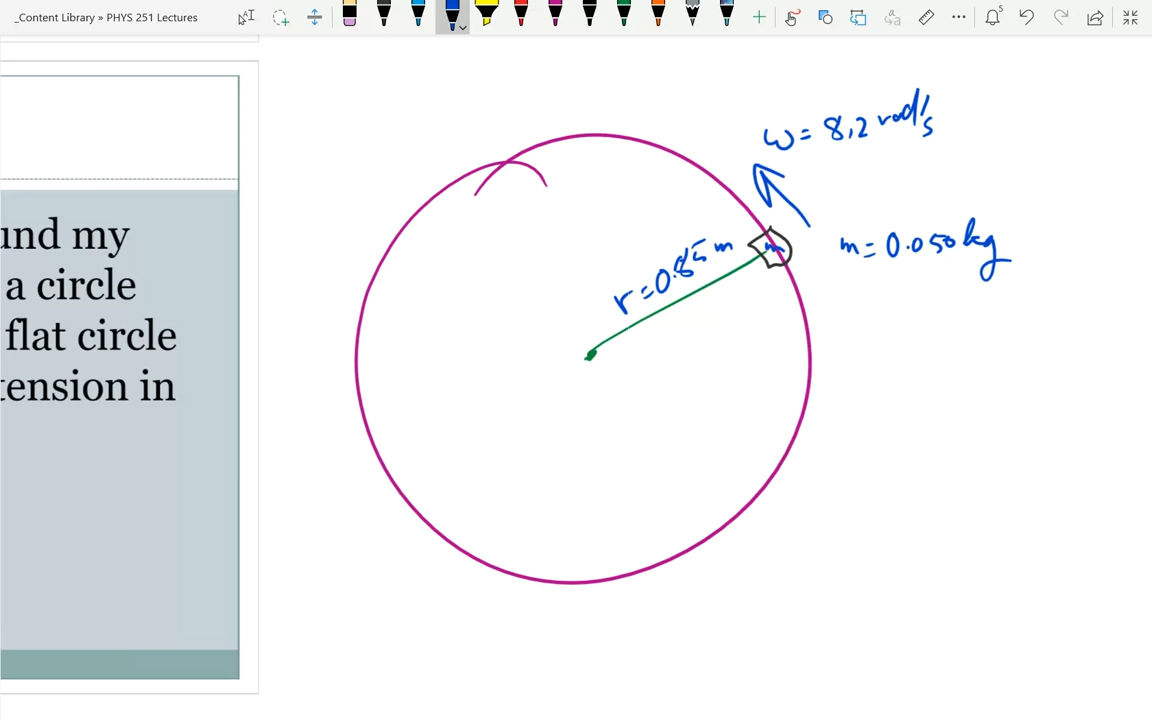 _Content Library » PHYS 251 Lectures
5
und my
a circle
flat circle
tension in
ω = 8.2 rad/s
r = 0.85 m
m
m = 0.050 kg